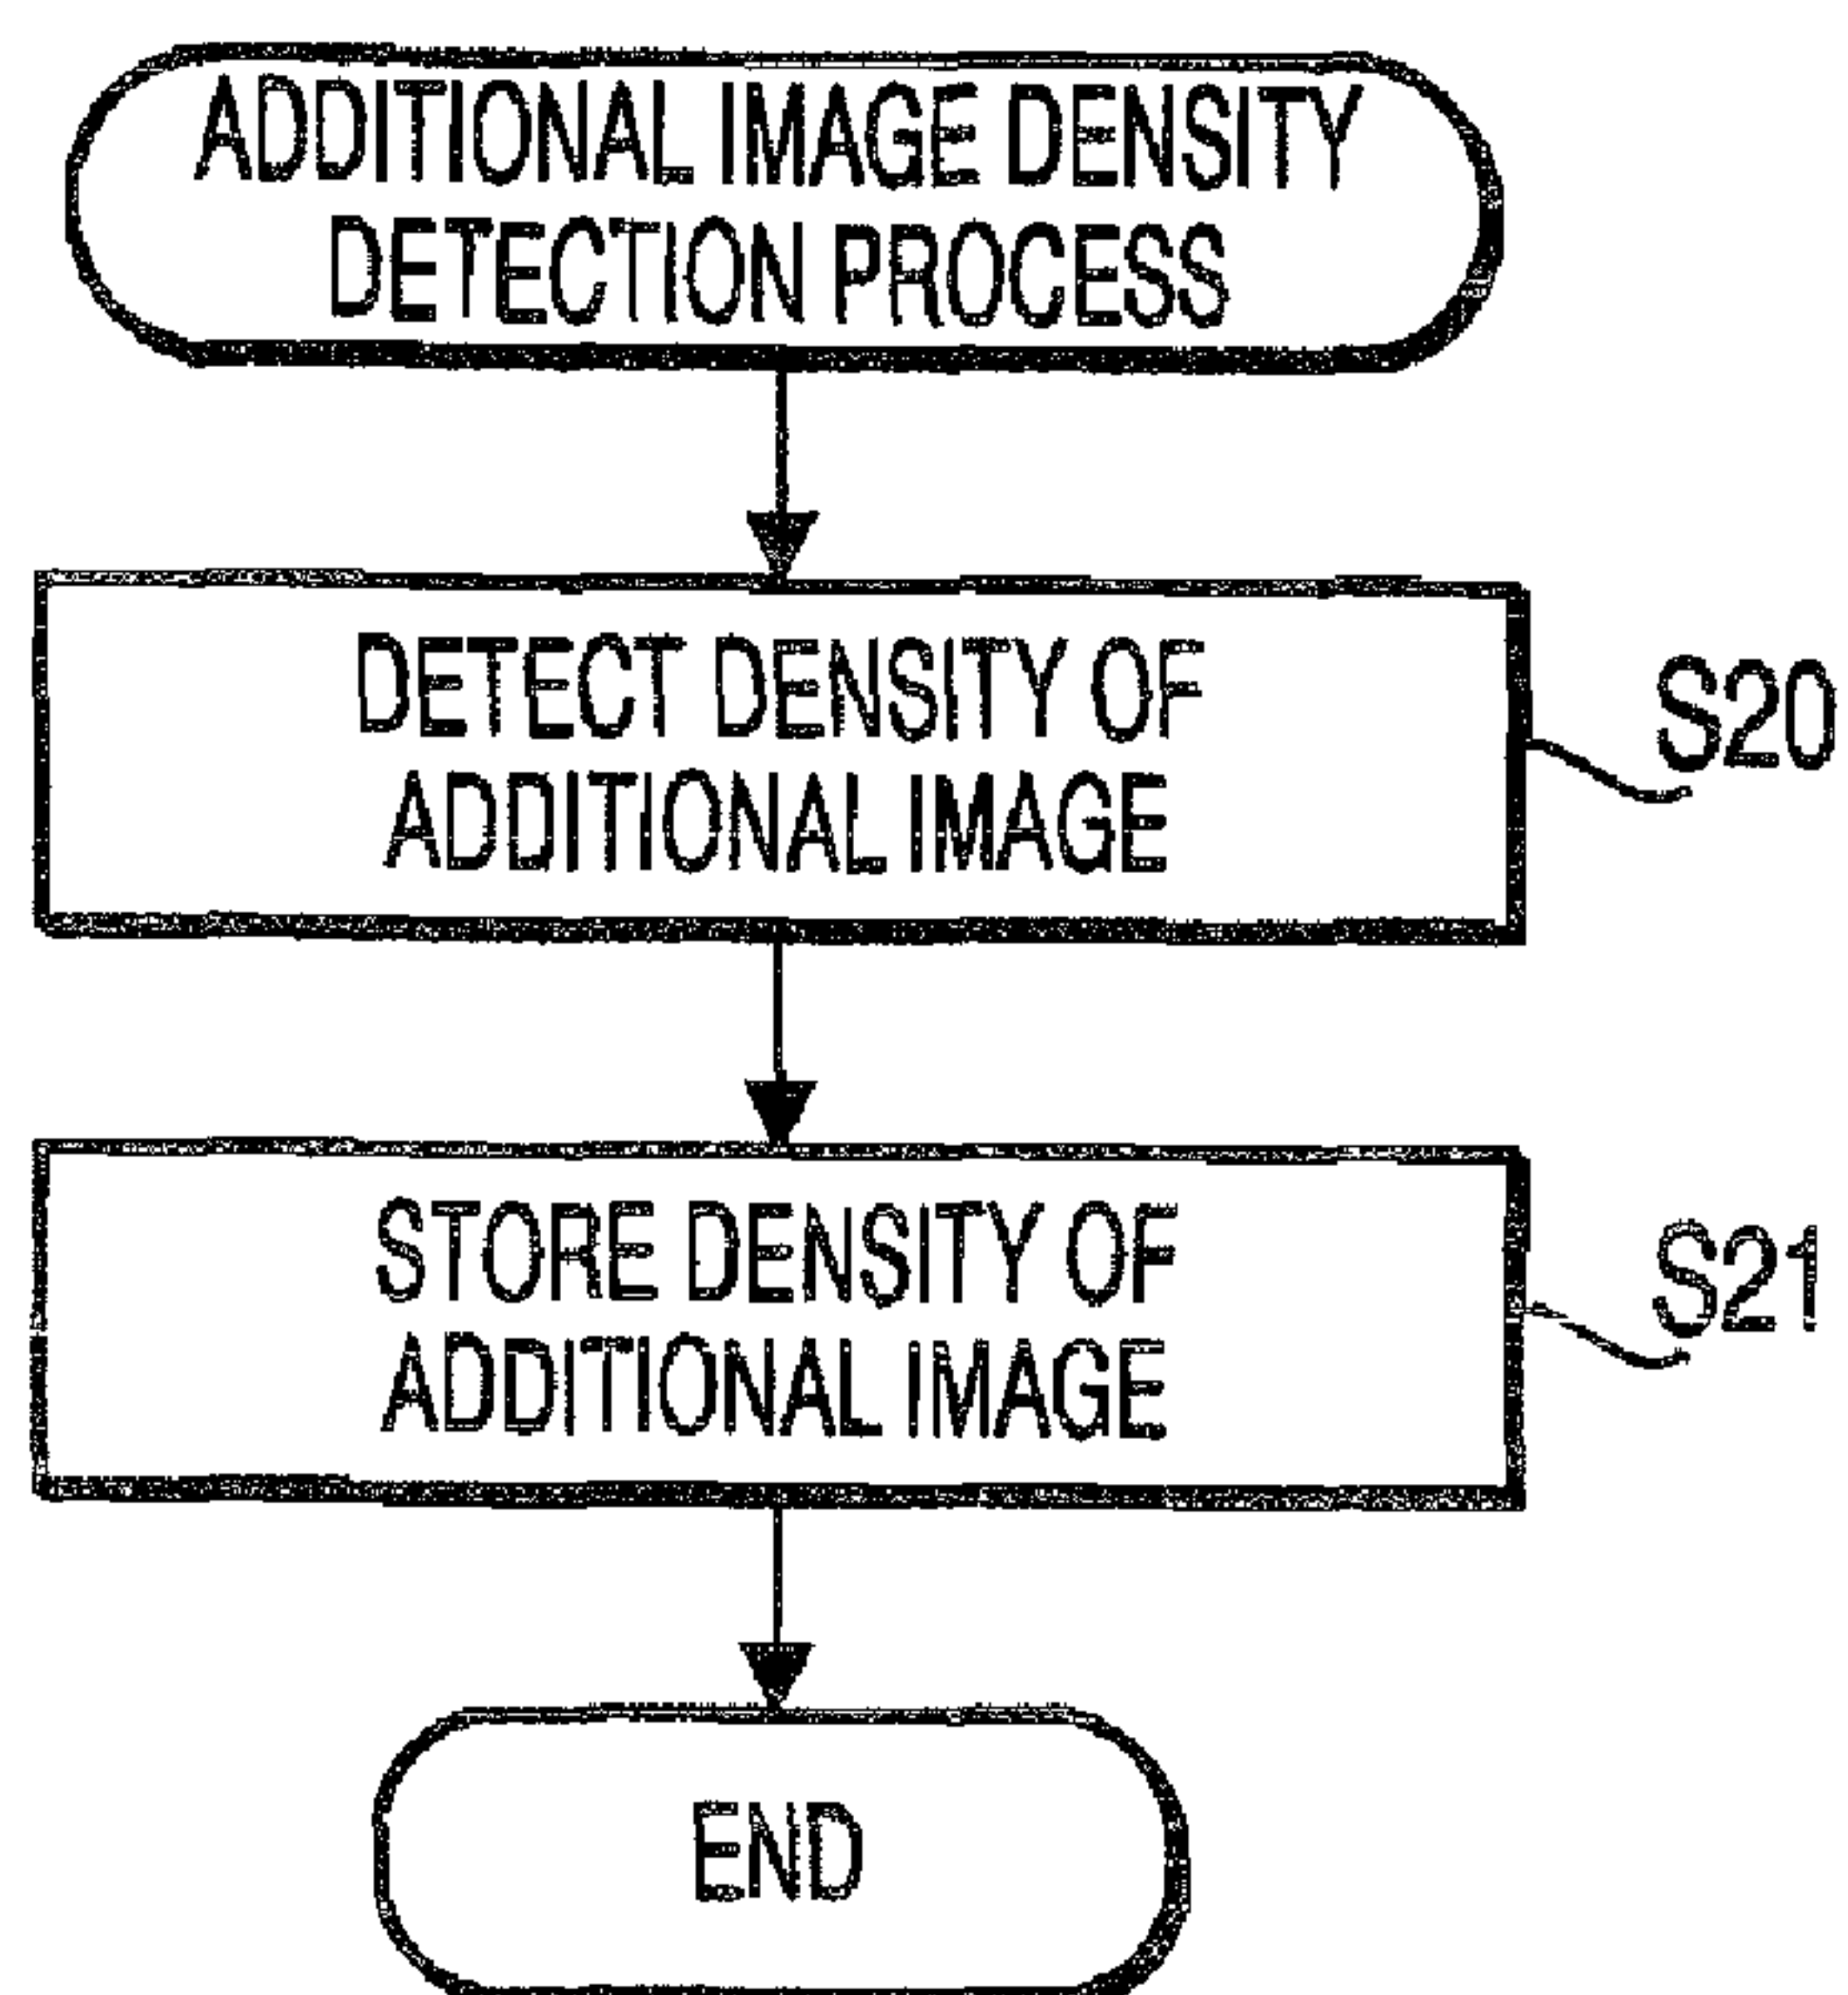 ADDITIONAL IMAGE DENSITY
DETECTION PROCESS
DETECT DENSITY OF
ADDITIONAL IMAGE
S20
STORE DENSITY OF
ADDITIONAL IMAGE
S21
END